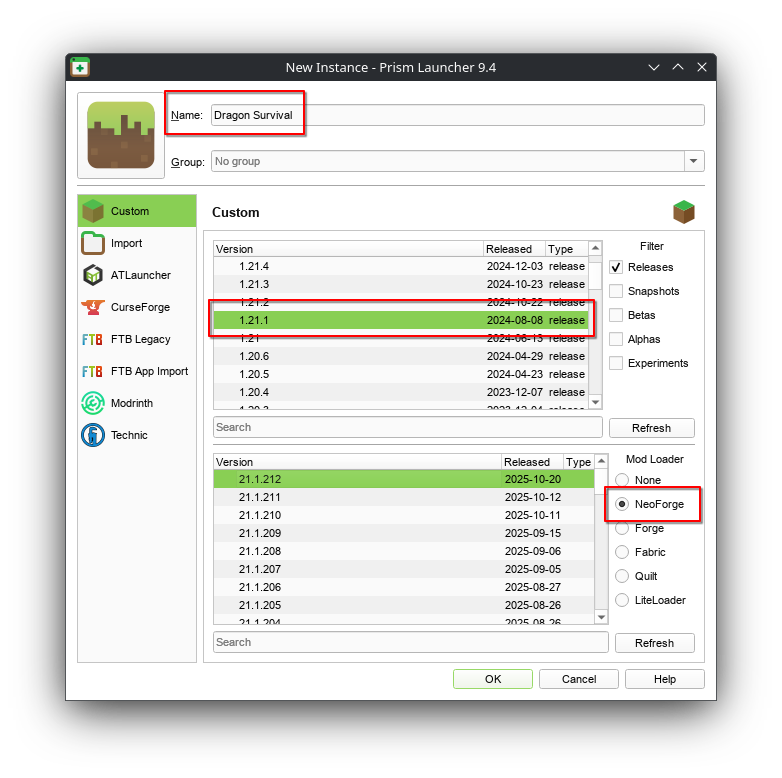 New Instance - Prism Launcher 9.4
Name: Dragon Survival
Group: No group
Custom
Import
ATLauncher
CurseForge
FTB Legacy
FTB App Import
Modrinth
Technic
Custom
Version Released Type
1.21.4 2024-12-03 release
1.21.3 2024-10-23 release
1.21.2 2024-10-22 release
1.21.1 2024-08-08 release
1.21 2024-06-13 release
1.20.6 2024-04-29 release
1.20.5 2024-04-23 release
1.20.4 2023-12-07 release
1.20.3 2023-12-04 release
Filter
Releases
Snapshots
Betas
Alphas
Experiments
Search
Refresh
Version Released Type
21.1.212 2025-10-20
21.1.211 2025-10-12
21.1.210 2025-10-11
21.1.209 2025-09-15
21.1.208 2025-09-06
21.1.207 2025-09-05
21.1.206 2025-08-27
21.1.205 2025-08-26
21.1.204 2025-08-26
Mod Loader
None
NeoForge
Forge
Fabric
Quilt
LiteLoader
Search
Refresh
OK
Cancel
Help